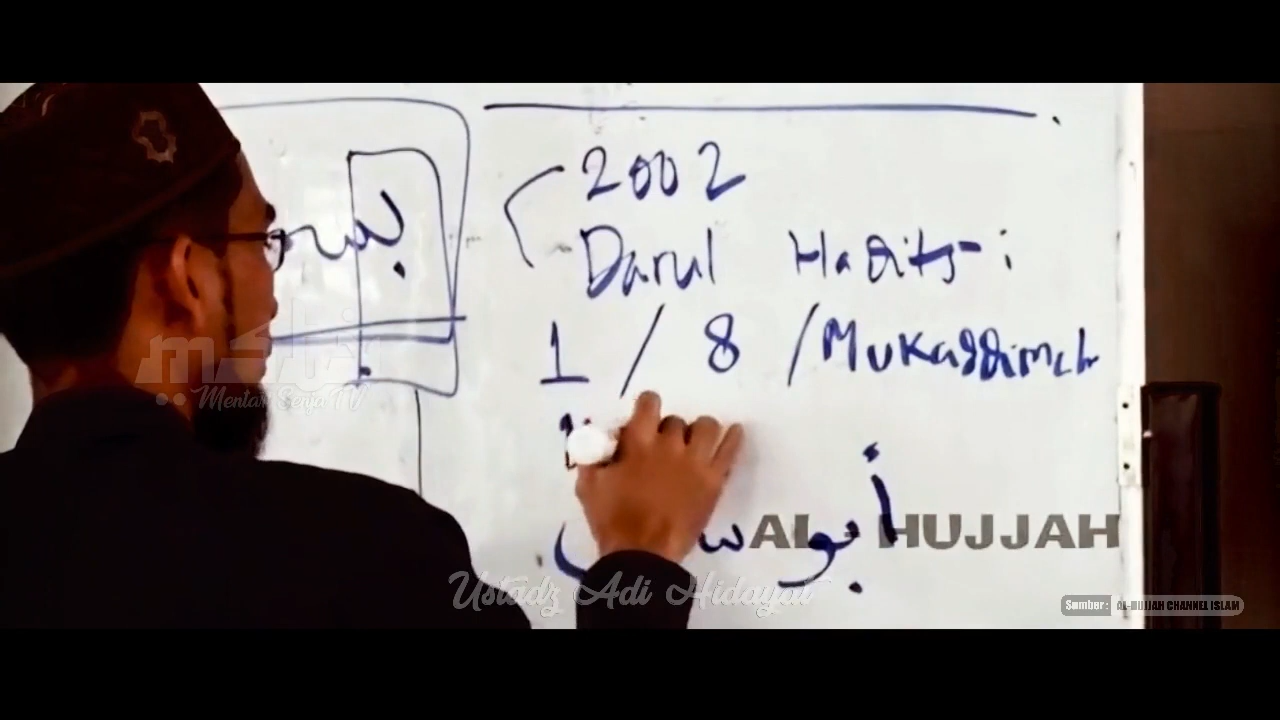 2002
Darul Hadits - :
1 / 8 / Mukaddimah
أبو
AL - HUJJAH
Mentari Senja TV
Ustadz Adi Hidayat
Sumber : AL-HUJJAH CHANNEL ISLAM